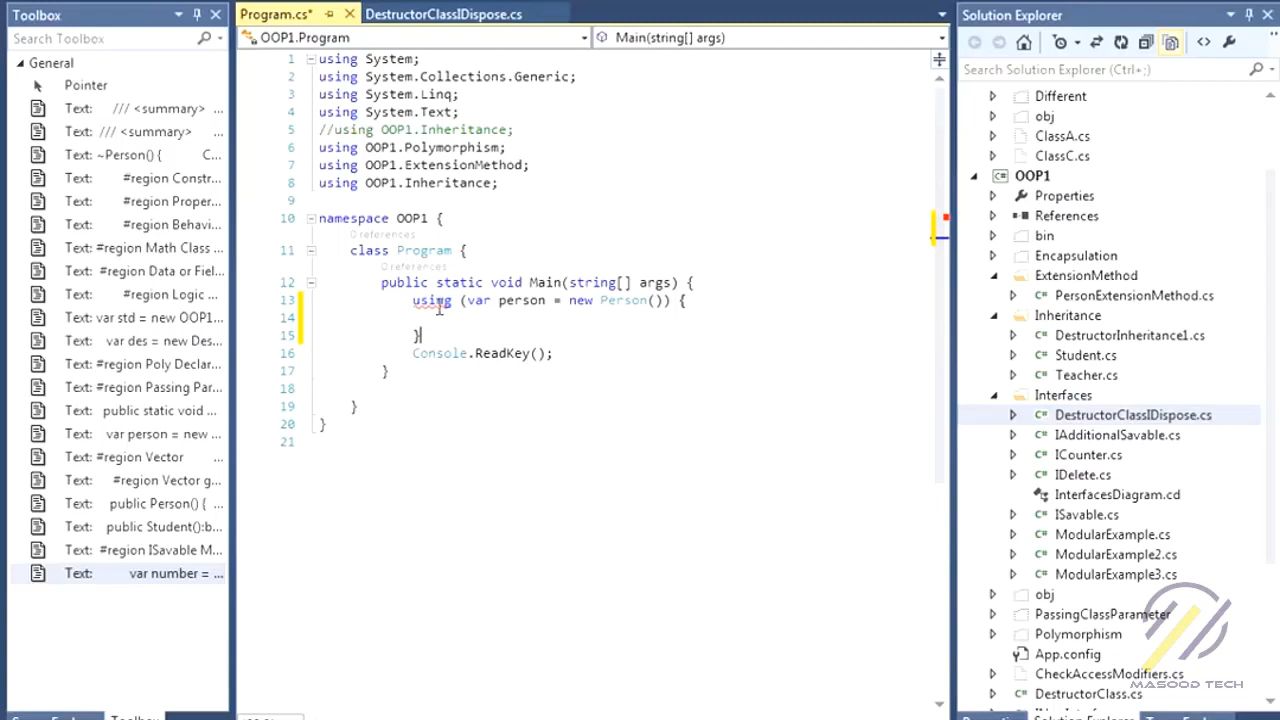 Toolbox
Search Toolbox
General
Pointer
Text: /// <summary> ...
Text: /// <summary> ...
Text: ~Person() { C...
Text: #region Constr...
Text: #region Proper...
Text: #region Behavi...
Text: #region Math Class ...
Text: #region Data or Fiel...
Text: #region Logic ...
Text: var std = new OOP1...
Text: var des = new Des...
Text: #region Poly Declar...
Text: #region Passing Par...
Text: public static void ...
Text: var person = new ...
Text: #region Vector ...
Text: #region Vector g...
Text: public Person() { ...
Text: public Student():b...
Text: #region ISavable M...
Text: var number = ...
Toolbox
Program.cs*
DestructorClassIDispose.cs
OOP1.Program
Main(string[] args)
1 using System;
2 using System.Collections.Generic;
3 using System.Linq;
4 using System.Text;
5 //using OOP1.Inheritance;
6 using OOP1.Polymorphism;
7 using OOP1.ExtensionMethod;
8 using OOP1.Inheritance;
9
10 namespace OOP1 {
0 references
11 class Program {
0 references
12 public static void Main(string[] args) {
13 using (var person = new Person()) {
14
15 }
16 Console.ReadKey();
17 }
18
19 }
20 }
21
Solution Explorer
Search Solution Explorer (Ctrl+;)
Different
obj
ClassA.cs
ClassC.cs
OOP1
Properties
References
bin
Encapsulation
ExtensionMethod
PersonExtensionMethod.cs
Inheritance
DestructorInheritance1.cs
Student.cs
Teacher.cs
Interfaces
DestructorClassIDispose.cs
IAdditionalSavable.cs
ICounter.cs
IDelete.cs
InterfacesDiagram.cd
ISavable.cs
ModularExample.cs
ModularExample2.cs
ModularExample3.cs
obj
PassingClassParameter
Polymorphism
App.config
CheckAccessModifiers.cs
DestructorClass.cs
MASOOD TECH